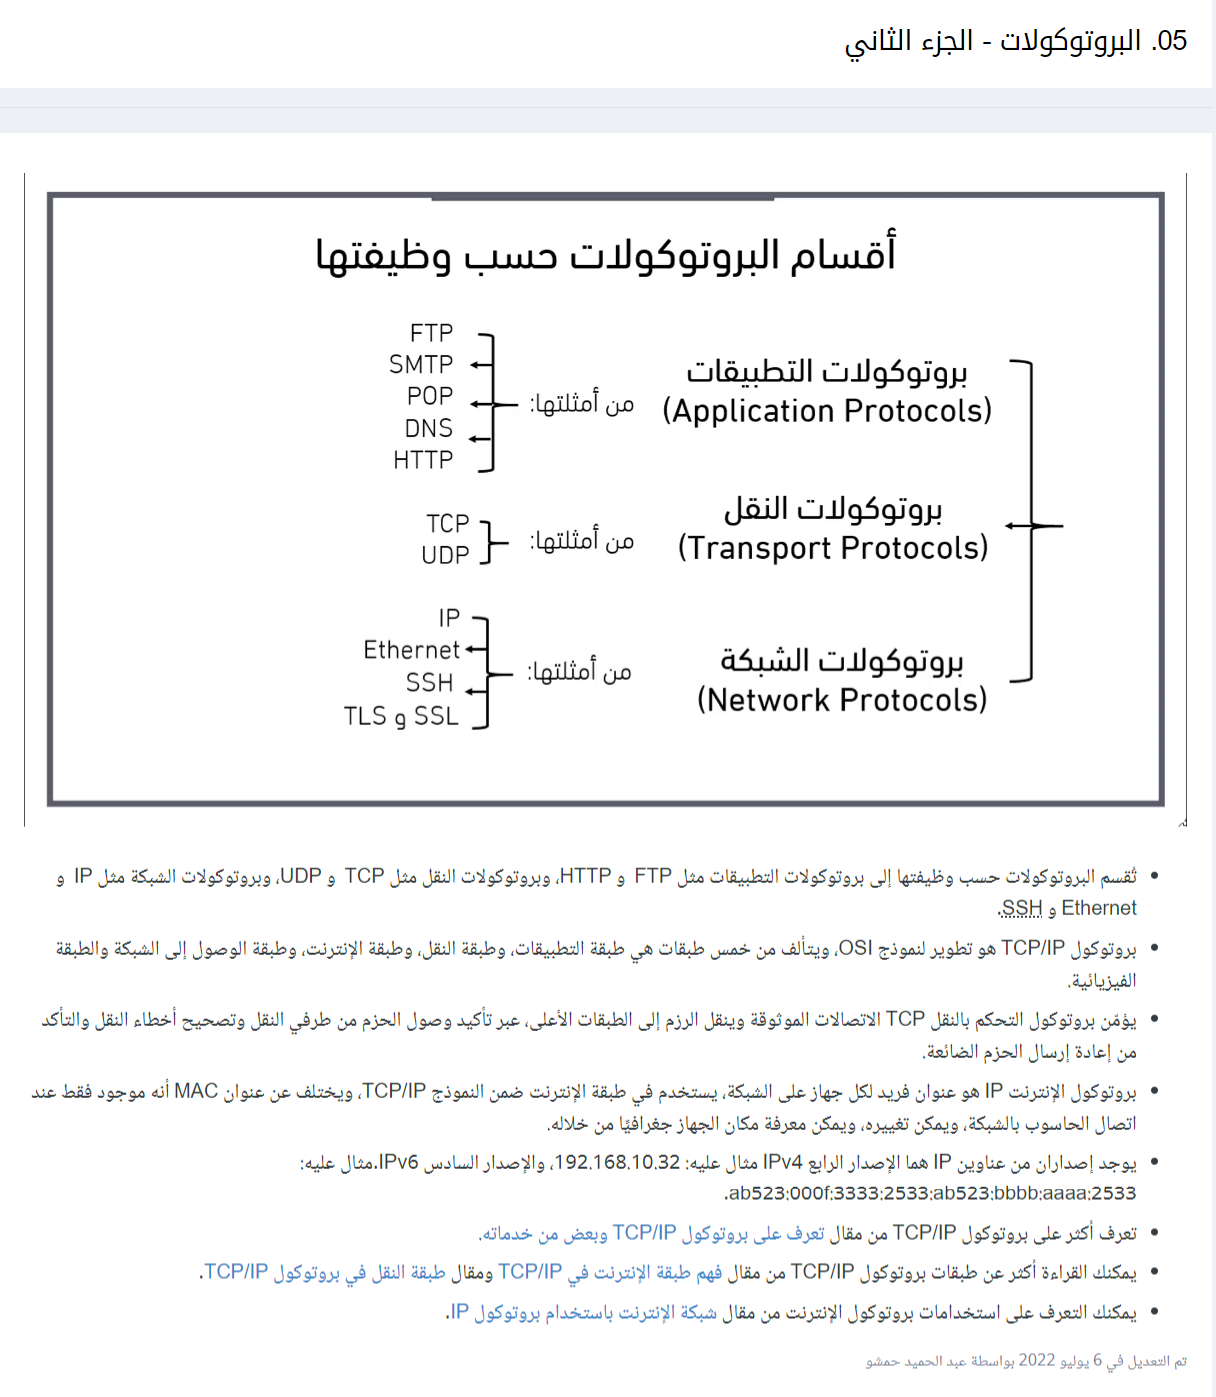 05. البروتوكولات - الجزء الثاني
أقسام البروتوكولات حسب وظيفتها
بروتوكولات التطبيقات
(Application Protocols)
من أمثلتها:
FTP
SMTP
POP
DNS
HTTP
بروتوكولات النقل
(Transport Protocols)
من أمثلتها:
TCP
UDP
بروتوكولات الشبكة
(Network Protocols)
من أمثلتها:
IP
Ethernet
SSH
SSL و TLS
تُقسم البروتوكولات حسب وظيفتها إلى بروتوكولات التطبيقات مثل FTP و HTTP، وبروتوكولات النقل مثل TCP و UDP، وبروتوكولات الشبكة مثل IP و
Ethernet و SSH.
بروتوكول TCP/IP هو تطوير لنموذج OSI، ويتألف من خمس طبقات هي طبقة التطبيقات، وطبقة النقل، وطبقة الإنترنت، وطبقة الوصول إلى الشبكة والطبقة
الفيزيائية.
يؤمّن بروتوكول التحكم بالنقل TCP الاتصالات الموثوقة وينقل الرزم إلى الطبقات الأعلى، عبر تأكيد وصول الحزم من طرفي النقل وتصحيح أخطاء النقل والتأكد
من إعادة إرسال الحزم الضائعة.
بروتوكول الإنترنت IP هو عنوان فريد لكل جهاز على الشبكة، يستخدم في طبقة الإنترنت ضمن النموذج TCP/IP، ويختلف عن عنوان MAC أنه موجود فقط عند
اتصال الحاسوب بالشبكة، ويمكن تغييره، ويمكن معرفة مكان الجهاز جغرافيًا من خلاله.
يوجد إصداران من عناوين IP هما الإصدار الرابع IPv4 مثال عليه: 192.168.10.32، والإصدار السادس IPv6.مثال عليه:
ab523:000f:3333:2533:ab523:bbbb:aaaa:2533.
تعرف أكثر على بروتوكول TCP/IP من مقال تعرف على بروتوكول TCP/IP وبعض من خدماته.
يمكنك القراءة أكثر عن طبقات بروتوكول TCP/IP من مقال فهم طبقة الإنترنت في TCP/IP ومقال طبقة النقل في بروتوكول TCP/IP.
يمكنك التعرف على استخدامات بروتوكول الإنترنت من مقال شبكة الإنترنت باستخدام بروتوكول IP.
تم التعديل في 6 يوليو 2022 بواسطة عبد الحميد حمشو